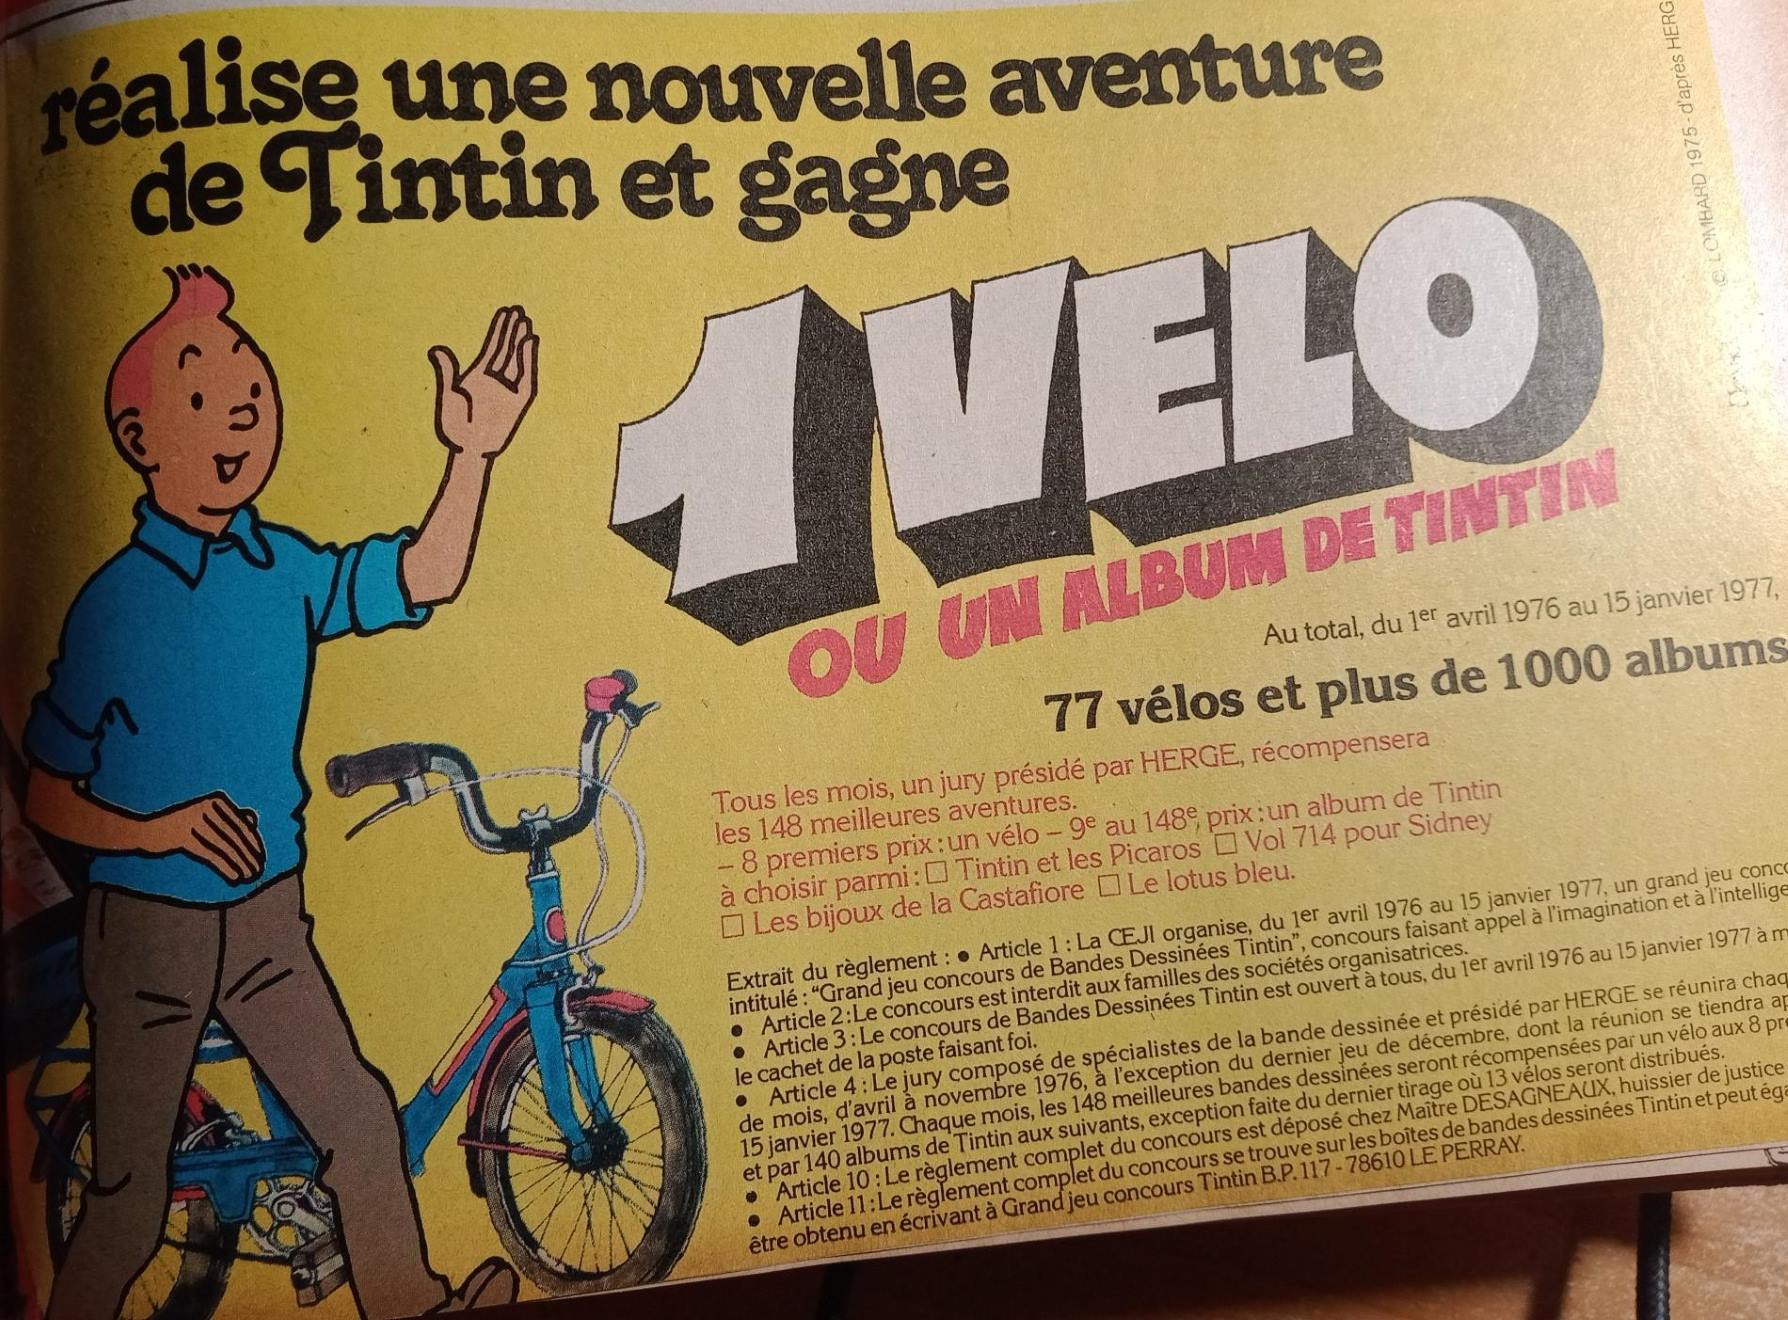 réalise une nouvelle aventure
de Tintin et gagne
1 VELO
OU UN ALBUM DE TINTIN
Au total, du 1er avril 1976 au 15 janvier 1977,
77 vélos et plus de 1000 albums
Tous les mois, un jury présidé par HERGE, récompensera
les 148 meilleures aventures.
– 8 premiers prix : un vélo – 9e au 148e, prix : un album de Tintin
à choisir parmi : □ Tintin et les Picaros □ Vol 714 pour Sidney
□ Les bijoux de la Castafiore □ Le lotus bleu.
Extrait du règlement : • Article 1 : La ŒJI organise, du 1er avril 1976 au 15 janvier 1977, un grand jeu
intitulé : “Grand jeu concours de Bandes Dessinées Tintin”, concours faisant appel à l'imagination et à
• Article 2 : Le concours est interdit aux familles des sociétés organisatrices.
• Article 3 : Le concours de Bandes Dessinées Tintin est ouvert à tous, du 1er avril 1976 au 15 janvier 1977 à
le cachet de la poste faisant foi.
• Article 4 : Le jury composé de spécialistes de la bande dessinée et présidé par HERGE se réunira
de mois, d'avril à novembre 1976, à l'exception du dernier jeu de décembre, dont la réunion se tiendra
15 janvier 1977. Chaque mois, les 148 meilleures bandes dessinées seront récompensées par un vélo aux 8
et par 140 albums de Tintin aux suivants, exception faite du dernier tirage où 13 vélos seront distribués.
• Article 10 : Le règlement complet du concours est déposé chez Maître DESAGNEAUX, huissier de justice
• Article 11 : Le règlement complet du concours se trouve sur les boîtes de bandes dessinées Tintin et peut
être obtenu en écrivant à Grand jeu concours Tintin B.P. 117 - 78610 LE PERRAY.
© LOMBARD 1975 - d'après HERG